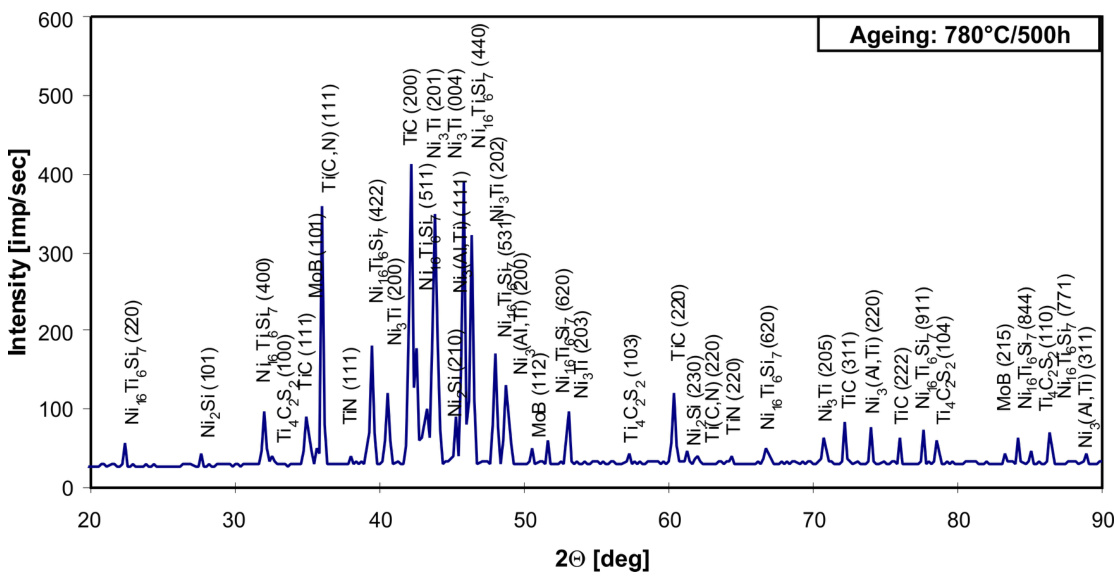 600
500
400
300
200
100
0
Intensity [imp/sec]
Ageing: 780°C/500h
Ni16Ti6Si7 (220)
Ni2Si (101)
Ni16Ti6Si7 (400)
Ti4C2S2 (100)
TiC (111)
MoB (101)
Ti(C,N) (111)
TiN (111)
Ni16Ti6Si7 (422)
Ni3Ti (200)
TiC (200)
Ni16Ti6Si7 (511)
Ni3Ti (201)
Ni2Si (210)
Ni3Ti (004)
Ni3(Al,Ti) (111)
Ni16Ti6Si7 (440)
Ni3Ti (202)
Ni16Ti6Si7 (531)
Ni3(Al,Ti) (200)
MoB (112)
Ni16Ti6Si7 (620)
Ni3Ti (203)
Ti4C2S2 (103)
TiC (220)
Ni2Si (230)
Ti(C,N) (220)
TiN (220)
Ni16Ti6Si7 (620)
Ni3Ti (205)
TiC (311)
Ni3(Al,Ti) (220)
TiC (222)
Ni16Ti6Si7 (911)
Ti4C2S2 (104)
MoB (215)
Ni16Ti6Si7 (844)
Ti4C2S2 (110)
Ni16Ti6Si7 (771)
Ni3(Al,Ti) (311)
20 30 40 50 60 70 80 90
2Θ [deg]